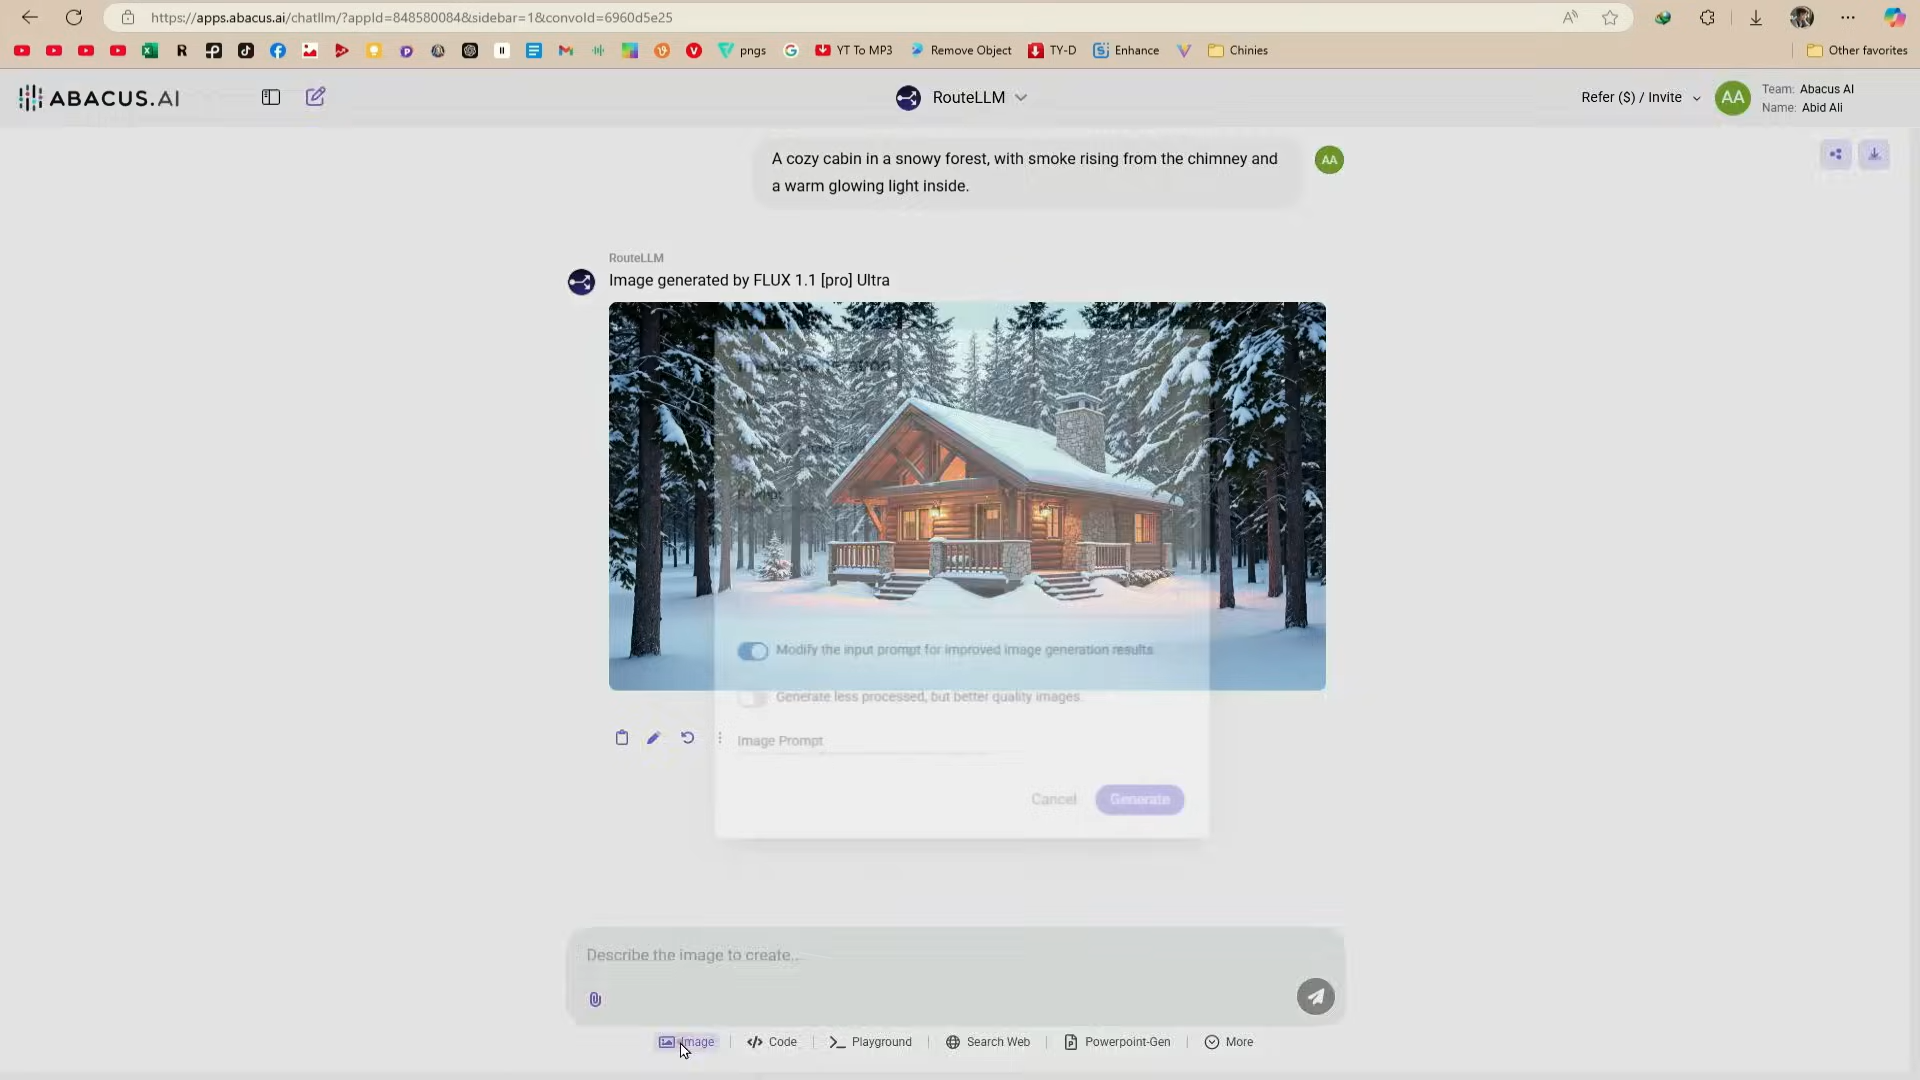 https://apps.abacus.ai/chatllm/?appId=848580084&sidebar=1&convoId=6960d5e25
pngs
YT To MP3
Remove Object
TY-D
Enhance
Chinies
Other favorites
ABACUS.AI
RouteLLM
Refer ($) / Invite
AA
Team: Abacus AI
Name: Abid Ali
A cozy cabin in a snowy forest, with smoke rising from the chimney and
a warm glowing light inside.
AA
RouteLLM
Image generated by FLUX 1.1 [pro] Ultra
Image Generation
Prompt
Modify the input prompt for improved image generation results.
Generate less processed, but better quality images.
Image Prompt
Cancel
Generate
Describe the image to create...
Image
Code
Playground
Search Web
Powerpoint-Gen
More